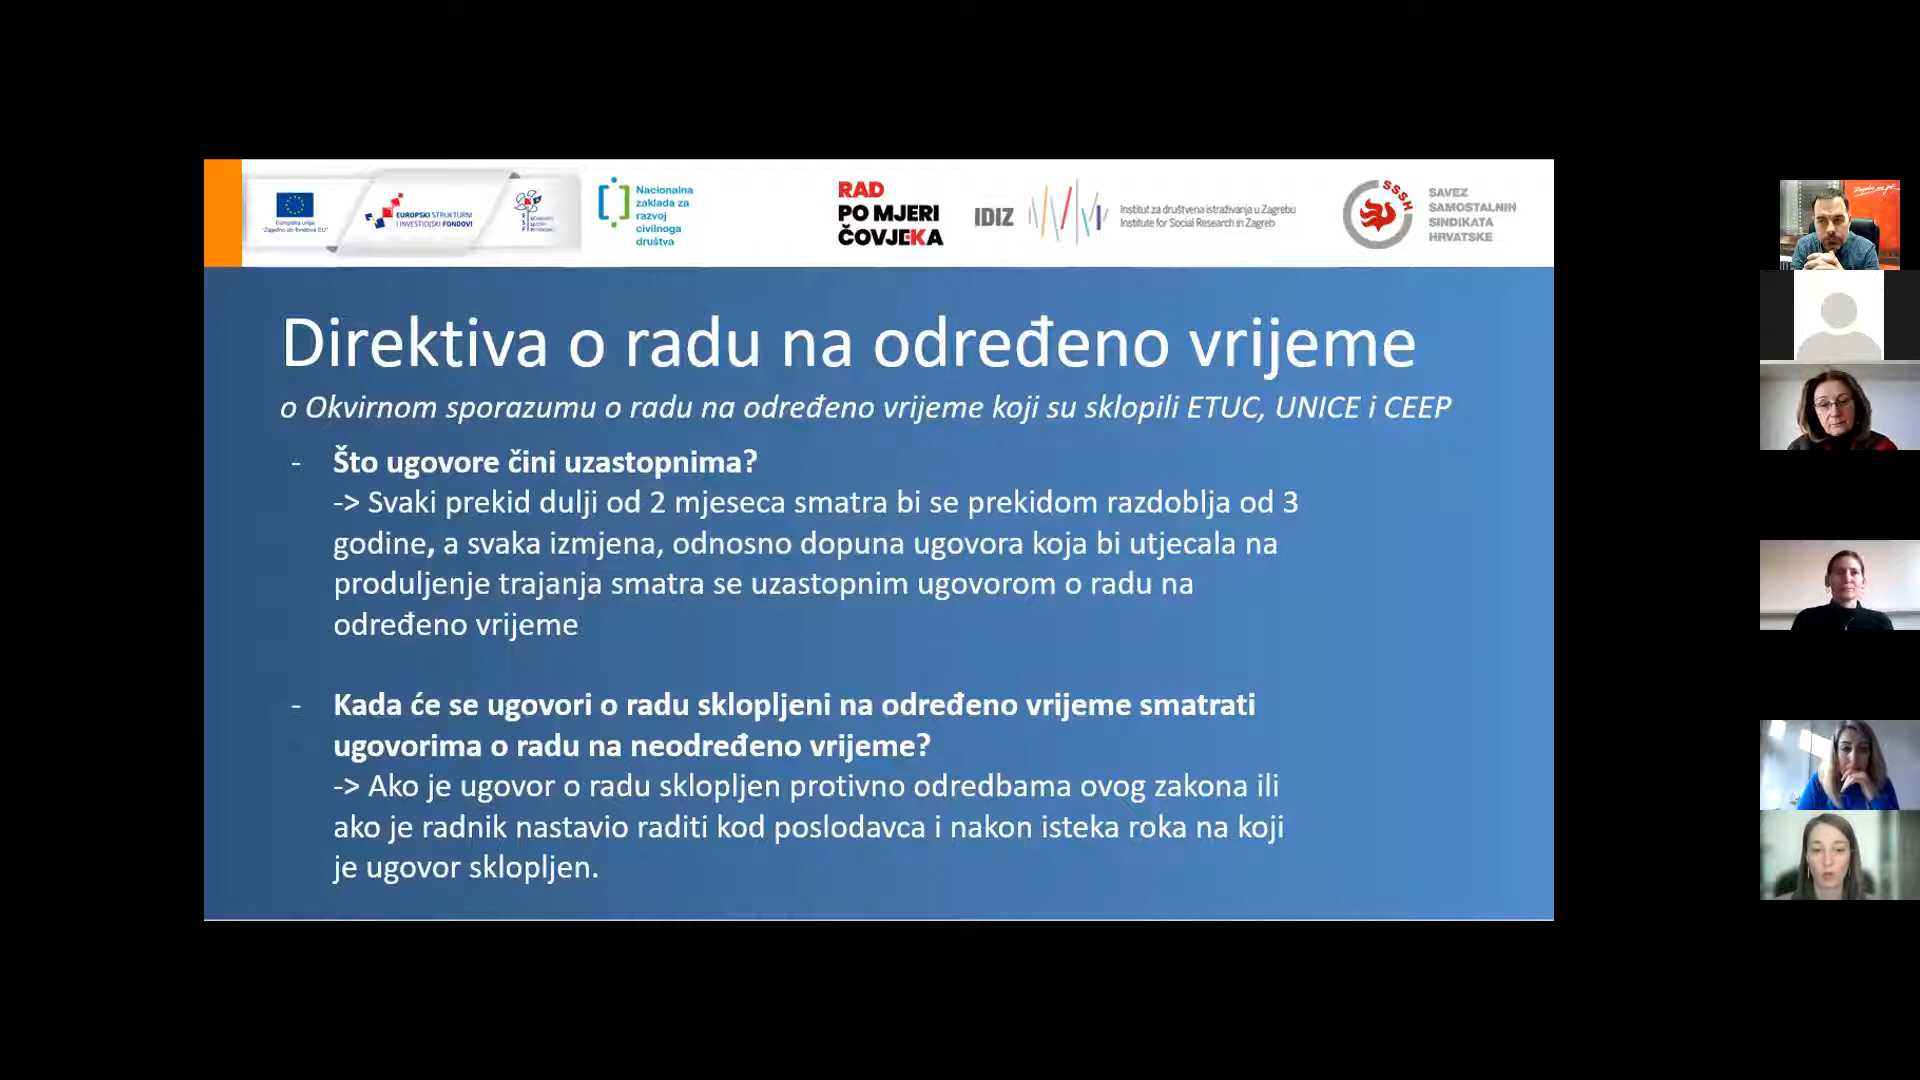 Europska unija
"Zajedno do fondova EU"
EUROPSKI STRUKTURNI
I INVESTICIJSKI FONDOVI
Nacionalna
zaklada za
razvoj
civilnoga
društva
RAD
PO MJERI
ČOVJEKA
IDIZ
Institut za društvena istraživanja u Zagrebu
Institute for Social Research in Zagreb
SSSH
SAVEZ
SAMOSTALNIH
SINDIKATA
HRVATSKE
Direktiva o radu na određeno vrijeme
o Okvirnom sporazumu o radu na određeno vrijeme koji su sklopili ETUC, UNICE i CEEP
- Što ugovore čini uzastopnima?
-> Svaki prekid dulji od 2 mjeseca smatra bi se prekidom razdoblja od 3
godine, a svaka izmjena, odnosno dopuna ugovora koja bi utjecala na
produljenje trajanja smatra se uzastopnim ugovorom o radu na
određeno vrijeme
- Kada će se ugovori o radu sklopljeni na određeno vrijeme smatrati
ugovorima o radu na neodređeno vrijeme?
-> Ako je ugovor o radu sklopljen protivno odredbama ovog zakona ili
ako je radnik nastavio raditi kod poslodavca i nakon isteka roka na koji
je ugovor sklopljen.